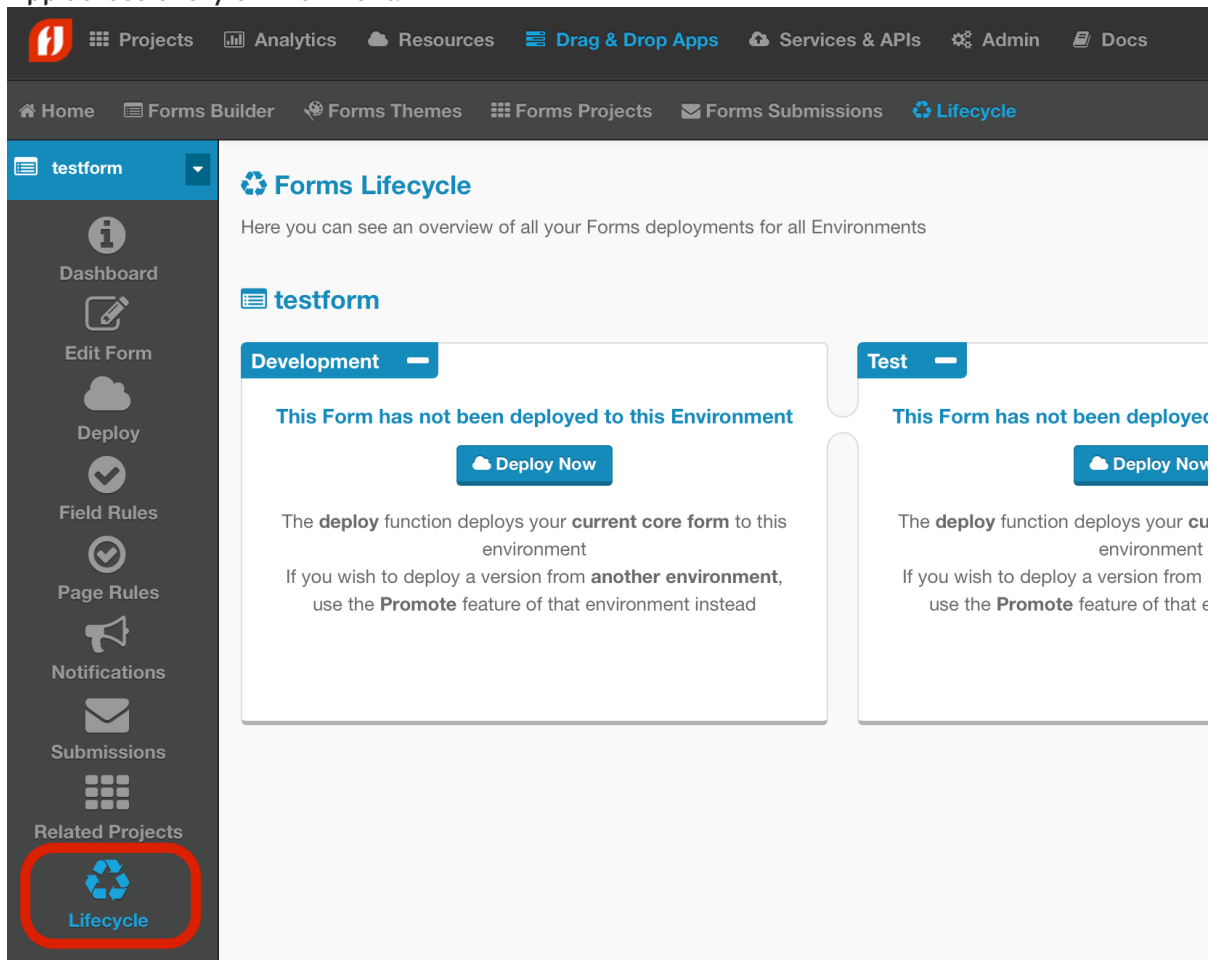 Projects Analytics Resources Drag & Drop Apps Services & APIs Admin Docs
Home Forms Builder Forms Themes Forms Projects Forms Submissions Lifecycle
testform
Dashboard
Edit Form
Deploy
Field Rules
Page Rules
Notifications
Submissions
Related Projects
Lifecycle
Forms Lifecycle
Here you can see an overview of all your Forms deployments for all Environments
testform
Development
This Form has not been deployed to this Environment
Deploy Now
The deploy function deploys your current core form to this
environment
If you wish to deploy a version from another environment,
use the Promote feature of that environment instead
Test
This Form has not been deployed
Deploy Now
The deploy function deploys your cu
environment
If you wish to deploy a version from
use the Promote feature of that e